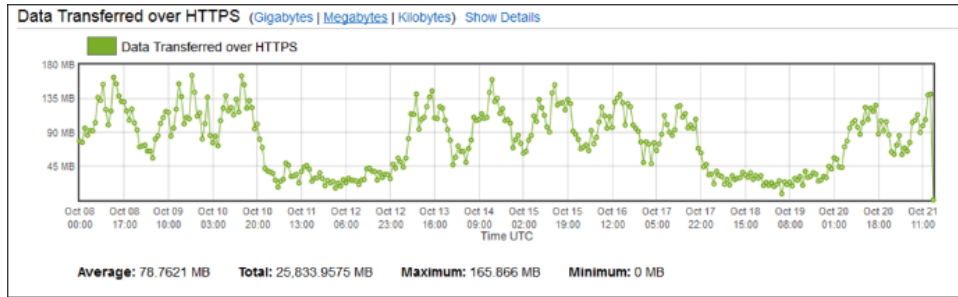 Data Transferred over HTTPS (Gigabytes | Megabytes | Kilobytes) Show Details
Data Transferred over HTTPS
180 MB
135 MB
90 MB
45 MB
Oct 08 Oct 08 Oct 09 Oct 10 Oct 10 Oct 11 Oct 12 Oct 12 Oct 13 Oct 14 Oct 15 Oct 15 Oct 16 Oct 17 Oct 17 Oct 18 Oct 19 Oct 20 Oct 20 Oct 21
00:00 17:00 10:00 03:00 20:00 13:00 06:00 23:00 16:00 09:00 02:00 19:00 12:00 05:00 22:00 15:00 08:00 01:00 18:00 11:00
Time UTC
Average: 78.7621 MB Total: 25,833.9575 MB Maximum: 165.866 MB Minimum: 0 MB